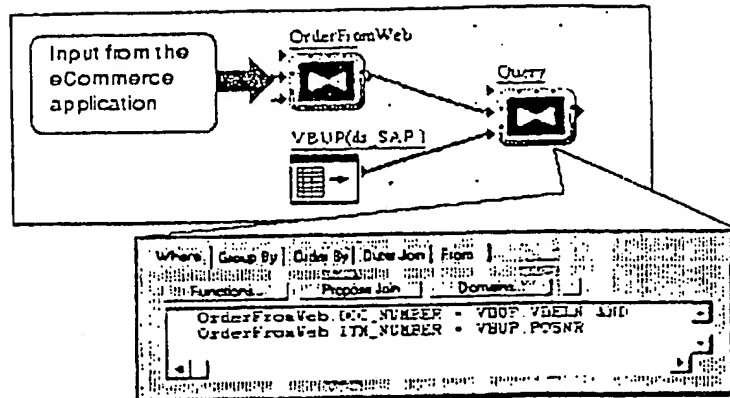 Input from the
eCommerce
application
OrderFromWeb
Query
VBUP(ds_SAP)
Where Group By Order By Outer Join From
Functions... Propose Join Domains...
OrderFromWeb.DOC_NUMBER = VBUP.VBELN AND
OrderFromWeb.ITM_NUMBER = VBUP.POSNR